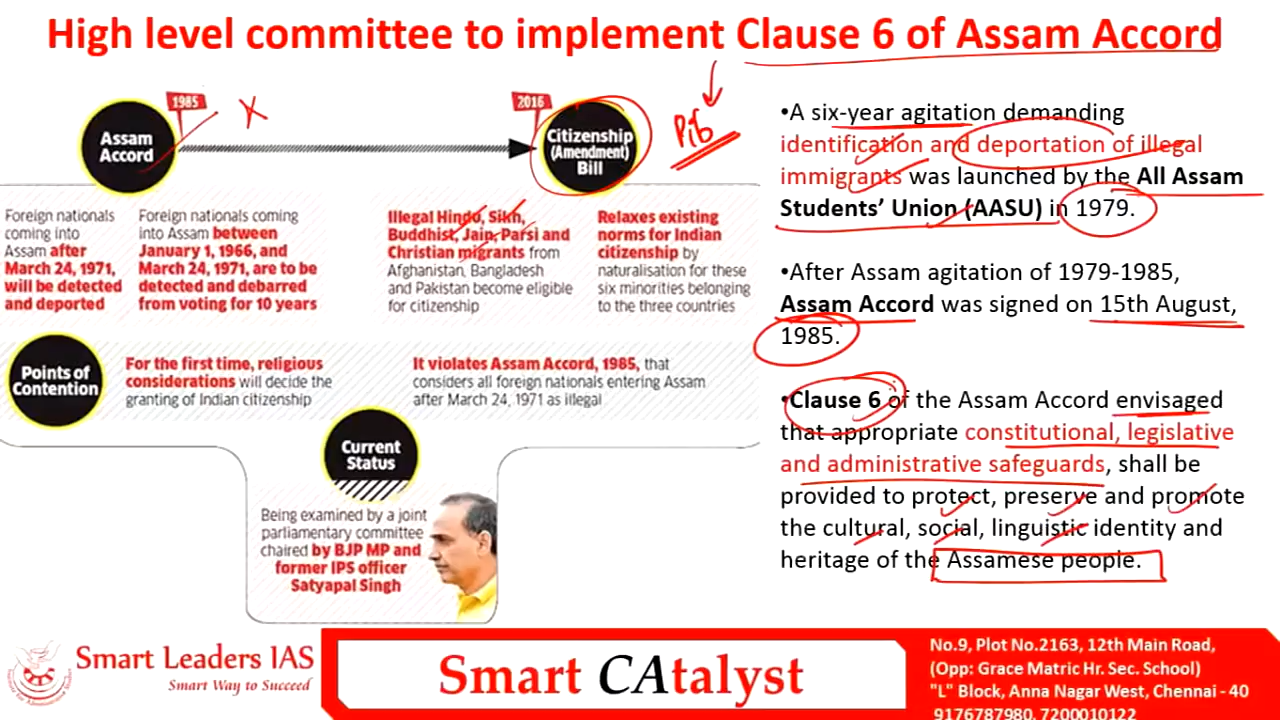 High level committee to implement Clause 6 of Assam Accord
1985
Assam
Accord
2016
Citizenship
(Amendment)
Bill
Pib
Foreign nationals
coming into
Assam after
March 24, 1971,
will be detected
and deported
Foreign nationals coming
into Assam between
January 1, 1966, and
March 24, 1971, are to be
detected and debarred
from voting for 10 years
Illegal Hindu, Sikh,
Buddhist, Jain, Parsi and
Christian migrants from
Afghanistan, Bangladesh
and Pakistan become eligible
for citizenship
Relaxes existing
norms for Indian
citizenship by
naturalisation for these
six minorities belonging
to the three countries
Points of
Contention
For the first time, religious
considerations will decide the
granting of Indian citizenship
It violates Assam Accord, 1985, that
considers all foreign nationals entering Assam
after March 24, 1971 as illegal
Current
Status
Being examined by a joint
parliamentary committee
chaired by BJP MP and
former IPS officer
Satyapal Singh
•A six-year agitation demanding
identification and deportation of illegal
immigrants was launched by the All Assam
Students’ Union (AASU) in 1979.
•After Assam agitation of 1979-1985,
Assam Accord was signed on 15th August,
1985.
•Clause 6 of the Assam Accord envisaged
that appropriate constitutional, legislative
and administrative safeguards, shall be
provided to protect, preserve and promote
the cultural, social, linguistic identity and
heritage of the Assamese people.
Smart Leaders IAS
Smart Way to Succeed
Smart CAtalyst
No.9, Plot No.2163, 12th Main Road,
(Opp: Grace Matric Hr. Sec. School)
"L" Block, Anna Nagar West, Chennai - 40
9176787980, 7200010122